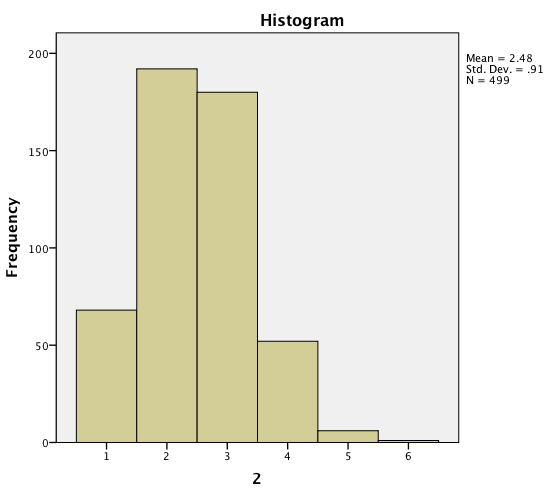 Histogram
Mean = 2.48
Std. Dev. = .91
N = 499
200
150
100
50
0
Frequency
1 2 3 4 5 6
2